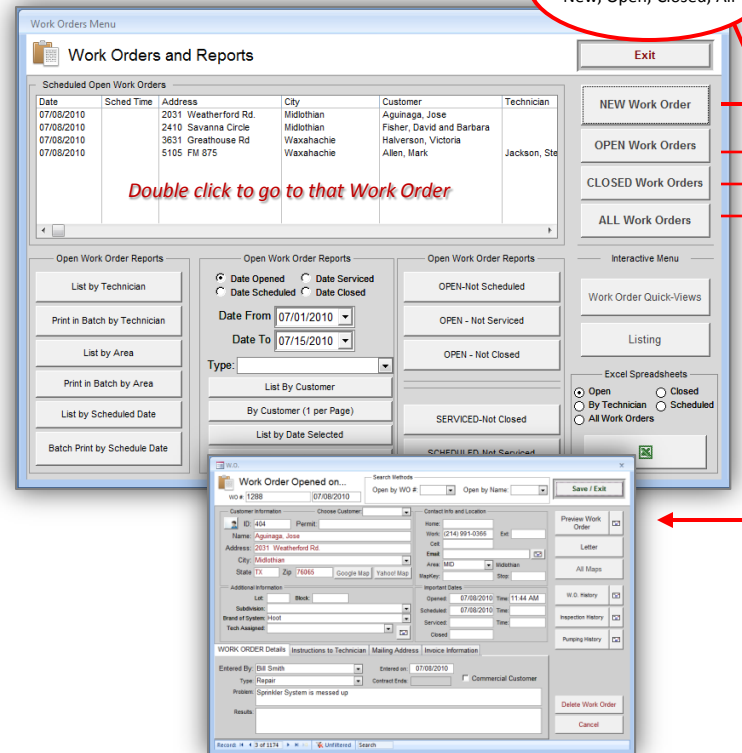 New, Open, Closed, All
Work Orders Menu
Work Orders and Reports
Exit
Scheduled Open Work Orders
Date Sched Time Address City Customer Technician
07/08/2010 2031 Weatherford Rd. Midlothian Aguinaga, Jose
07/08/2010 2410 Savanna Circle Midlothian Fisher, David and Barbara
07/08/2010 3631 Greathouse Rd Waxahachie Halverson, Victoria
07/08/2010 5105 FM 875 Waxahachie Allen, Mark Jackson, Ste
Double click to go to that Work Order
NEW Work Order
OPEN Work Orders
CLOSED Work Orders
ALL Work Orders
Open Work Order Reports
List by Technician
Print in Batch by Technician
List by Area
Print in Batch by Area
List by Scheduled Date
Batch Print by Schedule Date
Open Work Order Reports
Date Opened Date Serviced
Date Scheduled Date Closed
Date From 07/01/2010
Date To 07/15/2010
Type:
List By Customer
By Customer (1 per Page)
List by Date Selected
Open Work Order Reports
OPEN-Not Scheduled
OPEN - Not Serviced
OPEN - Not Closed
SERVICED-Not Closed
SCHEDULED-Not Serviced
Interactive Menu
Work Order Quick-Views
Listing
Excel Spreadsheets
Open Closed
By Technician Scheduled
All Work Orders
W.O.
Work Order Opened on...
WO #: 1288 07/08/2010
Search Methods
Open by WO # Open by Name:
Save / Exit
Customer Information Choose Customer:
ID: 404 Permit:
Name: Aguinaga, Jose
Address: 2031 Weatherford Rd.
City: Midlothian
State TX Zip 76065 Google Map Yahoo! Map
Contact Info and Location
Home:
Work: (214) 991-0366 Ext:
Cell:
Email
Area: MID Midlothian
MapKey: Stop:
Additional Information
Lot: Block:
Subdivision:
Brand of System: Hoot
Tech Assigned:
Important Dates
Opened: 07/08/2010 Time 11:44 AM
Scheduled: 07/08/2010 Time
Serviced: Time
Closed
Preview Work Order
Letter
All Maps
W.O. History
Inspection History
Pumping History
WORK ORDER Details Instructions to Technician Mailing Address Invoice Information
Entered By: Bill Smith Entered on: 07/08/2010
Type: Repair Contract Ends: Commercial Customer
Problem: Sprinkler System is messed up
Results:
Delete Work Order
Cancel
Record: 3 of 1174 Unfiltered Search